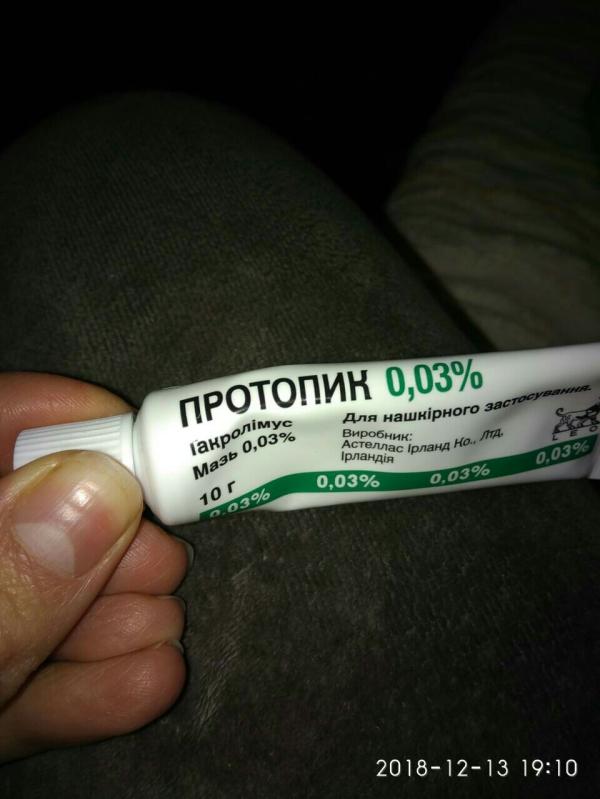 ПРОТОПИК 0,03%
Такролімус
Мазь 0,03%
10 г
Для нашкірного застосування.
Виробник:
Астеллас Ірланд Ко., Лтд,
Ірландія
LEO
0,03% 0,03% 0,03% 0,03%
2018-12-13 19:10